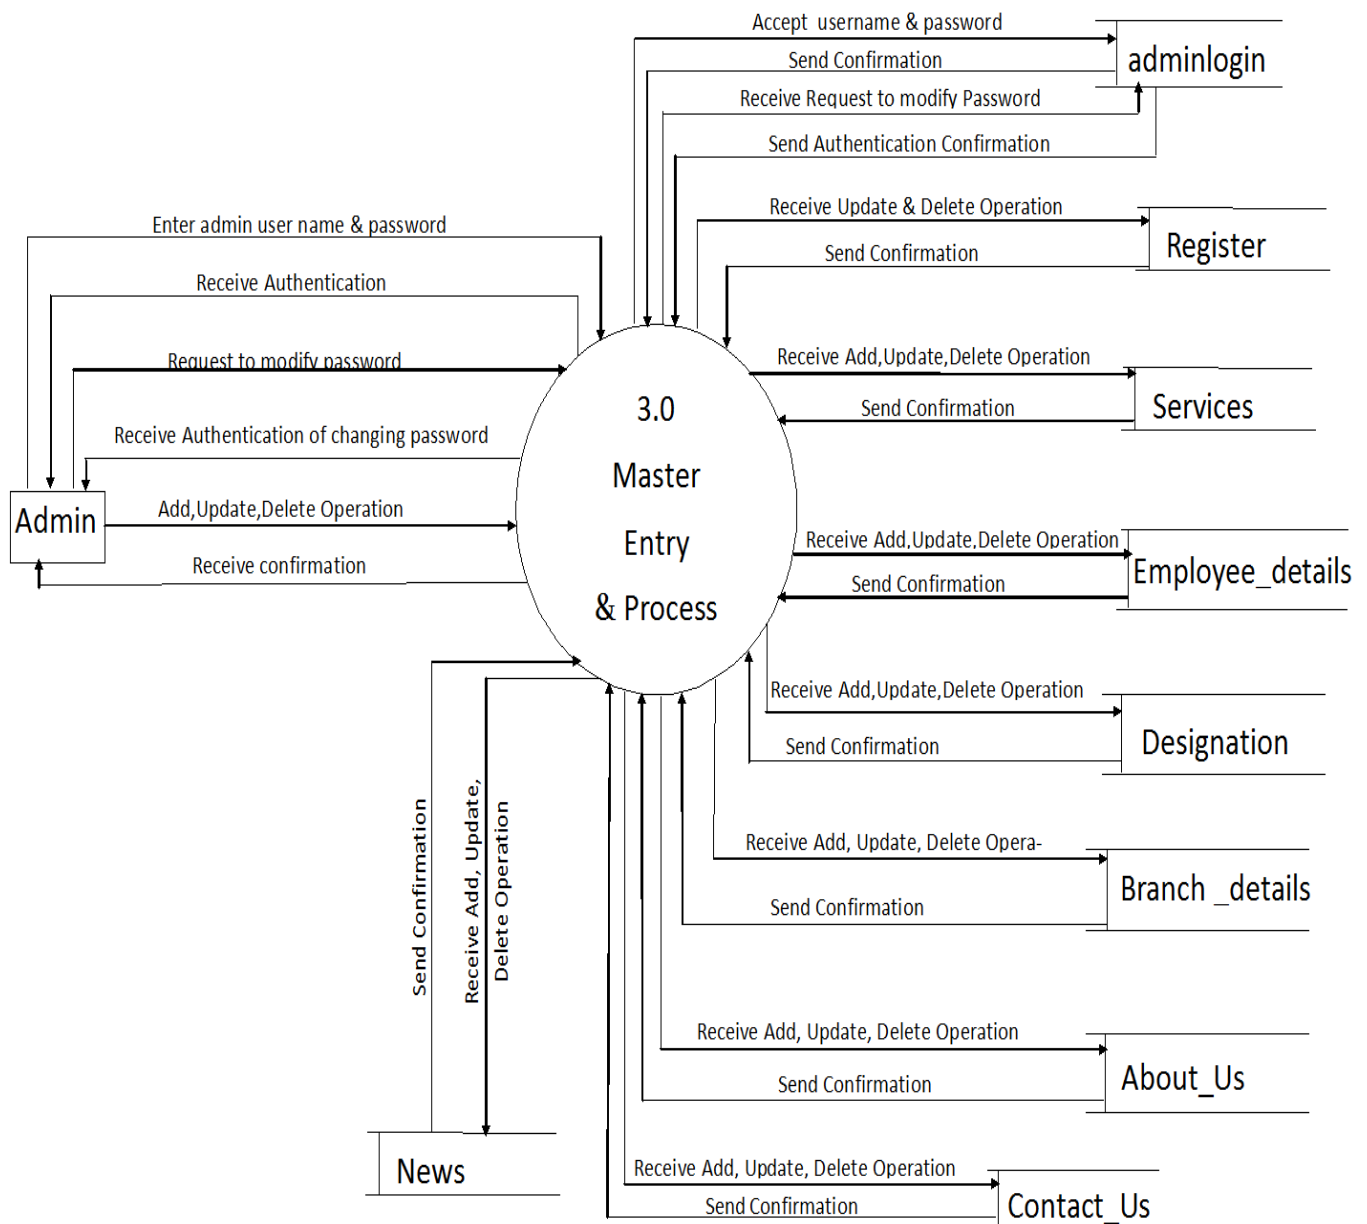 Accept username & password
adminlogin
Send Confirmation
Receive Request to modify Password
Send Authentication Confirmation
Receive Update & Delete Operation
Register
Send Confirmation
Enter admin user name & password
Receive Authentication
Request to modify password
Receive Authentication of changing password
Admin
Add,Update,Delete Operation
Receive confirmation
3.0
Master
Entry
& Process
Receive Add,Update,Delete Operation
Services
Send Confirmation
Receive Add,Update,Delete Operation
Employee_details
Send Confirmation
Receive Add,Update,Delete Operation
Designation
Send Confirmation
Receive Add, Update, Delete Opera-
Branch _details
Send Confirmation
Receive Add, Update, Delete Operation
About_Us
Send Confirmation
Receive Add, Update, Delete Operation
Contact_Us
Send Confirmation
Send Confirmation
Receive Add, Update,
Delete Operation
News